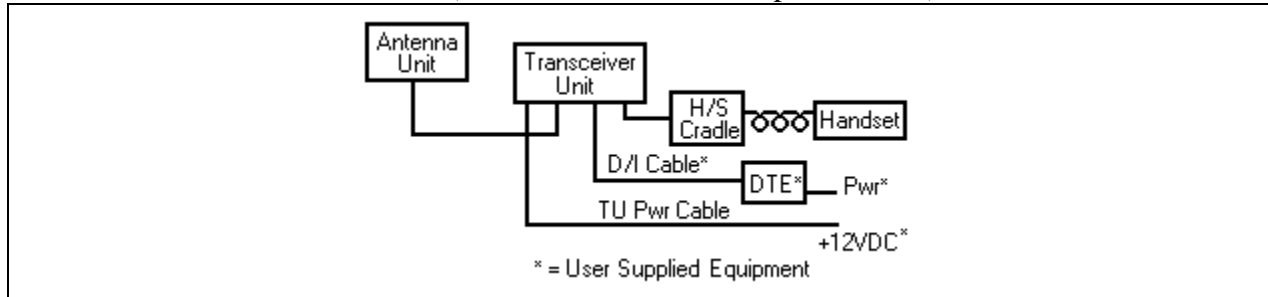 Antenna
Unit
Transceiver
Unit
H/S
Cradle
Handset
D/I Cable*
DTE*
Pwr*
TU Pwr Cable
+12VDC*
* = User Supplied Equipment